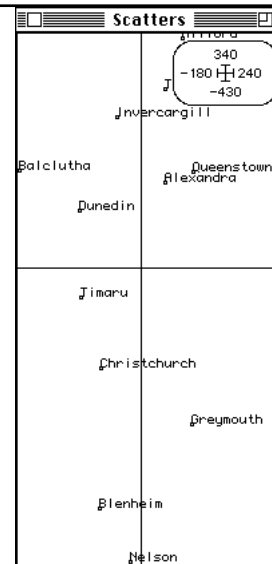 Scatters
340
-180 240
-430
Invercargill
Balclutha
Queenstown
Alexandra
Dunedin
Timaru
Christchurch
Greymouth
Blenheim
Nelson